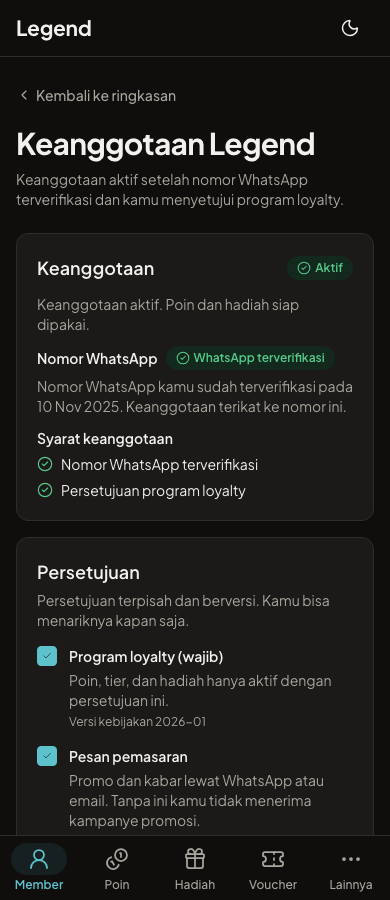 Legend
Kembali ke ringkasan
Keanggotaan Legend
Keanggotaan aktif setelah nomor WhatsApp
terverifikasi dan kamu menyetujui program loyalty.
Keanggotaan
Aktif
Keanggotaan aktif. Poin dan hadiah siap
dipakai.
Nomor WhatsApp
WhatsApp terverifikasi
Nomor WhatsApp kamu sudah terverifikasi pada
10 Nov 2025. Keanggotaan terikat ke nomor ini.
Syarat keanggotaan
Nomor WhatsApp terverifikasi
Persetujuan program loyalty
Persetujuan
Persetujuan terpisah dan berversi. Kamu bisa
menariknya kapan saja.
Program loyalty (wajib)
Poin, tier, dan hadiah hanya aktif dengan
persetujuan ini.
Versi kebijakan 2026-01
Pesan pemasaran
Promo dan kabar lewat WhatsApp atau
email. Tanpa ini kamu tidak menerima
kampanye promosi.
Member
Poin
Hadiah
Voucher
Lainnya